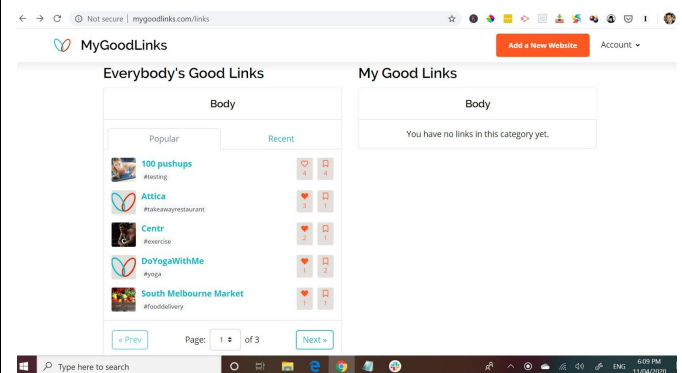 Not secure | mygoodlinks.com/links
MyGoodLinks
Add a New Website
Account
Everybody's Good Links
My Good Links
Body
Body
Popular
Recent
You have no links in this category yet.
100 pushups
#testing
4
4
Attica
#takeawayrestaurant
3
1
Centr
#exercise
2
1
DoYogaWithMe
#yoga
1
2
South Melbourne Market
#fooddelivery
1
1
« Prev
Page:
1
of 3
Next »
Type here to search
ENG
6:09 PM
11/04/2020